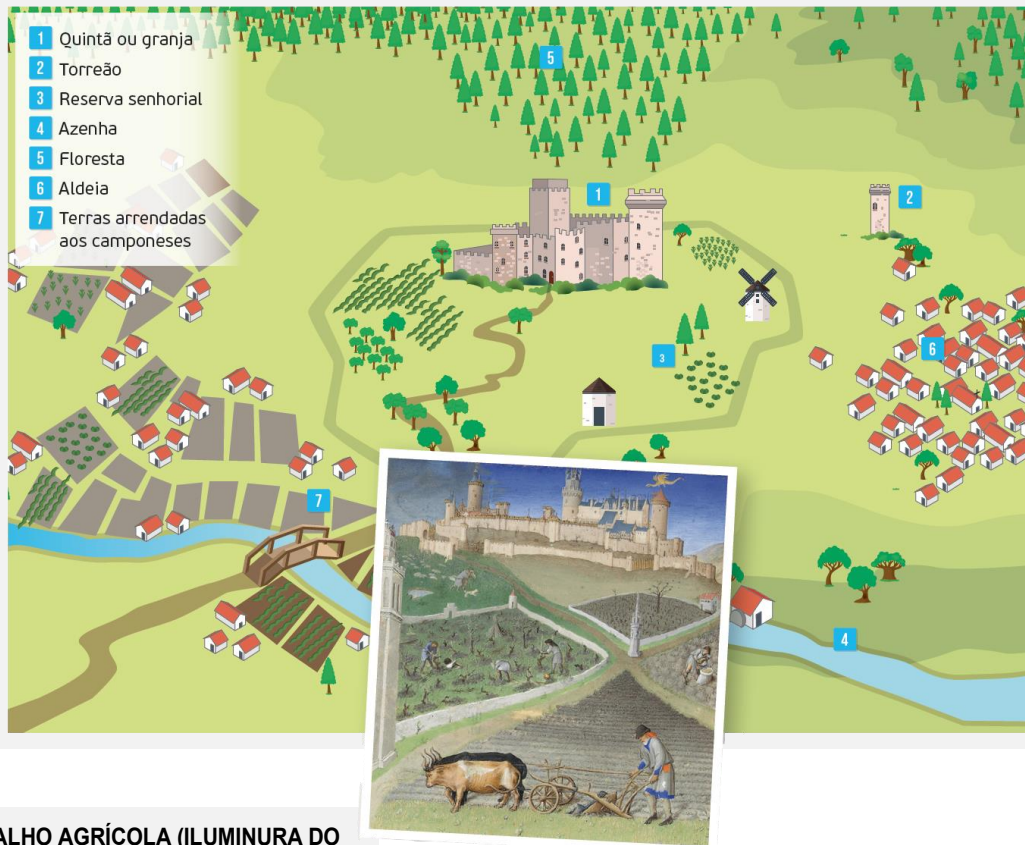 1 Quintã ou granja
2 Torreão
3 Reserva senhorial
4 Azenha
5 Floresta
6 Aldeia
7 Terras arrendadas
aos camponeses
5
1
2
3
6
7
4
AGRÍCOLA (ILUMINURA DO